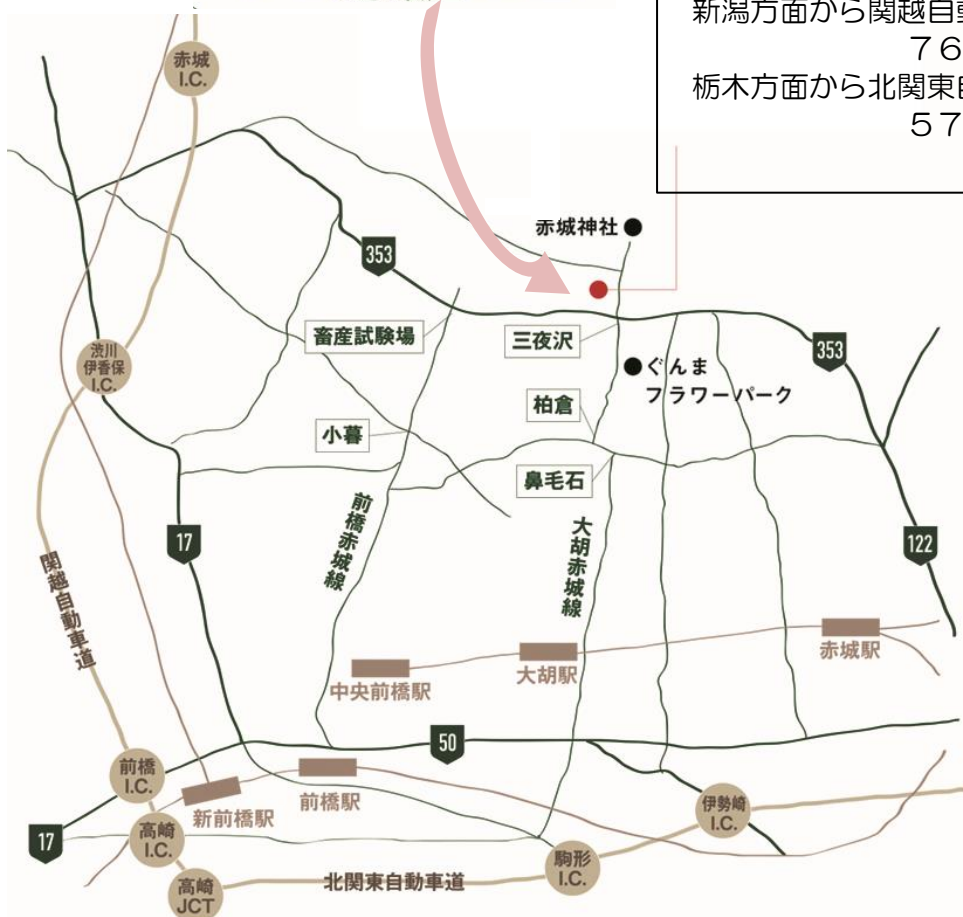 新潟方面から関越自動
７６
栃木方面から北関東自
５７
赤城
I.C.
赤城神社
353
畜産試験場
三夜沢
353
渋川
伊香保
I.C.
ぐんま
フラワーパーク
柏倉
小暮
鼻毛石
前橋赤城線
大胡赤城線
17
122
関越自動車道
赤城駅
大胡駅
中央前橋駅
50
前橋
I.C.
前橋駅
新前橋駅
伊勢崎
I.C.
17
高崎
I.C.
駒形
I.C.
北関東自動車道
高崎
JCT